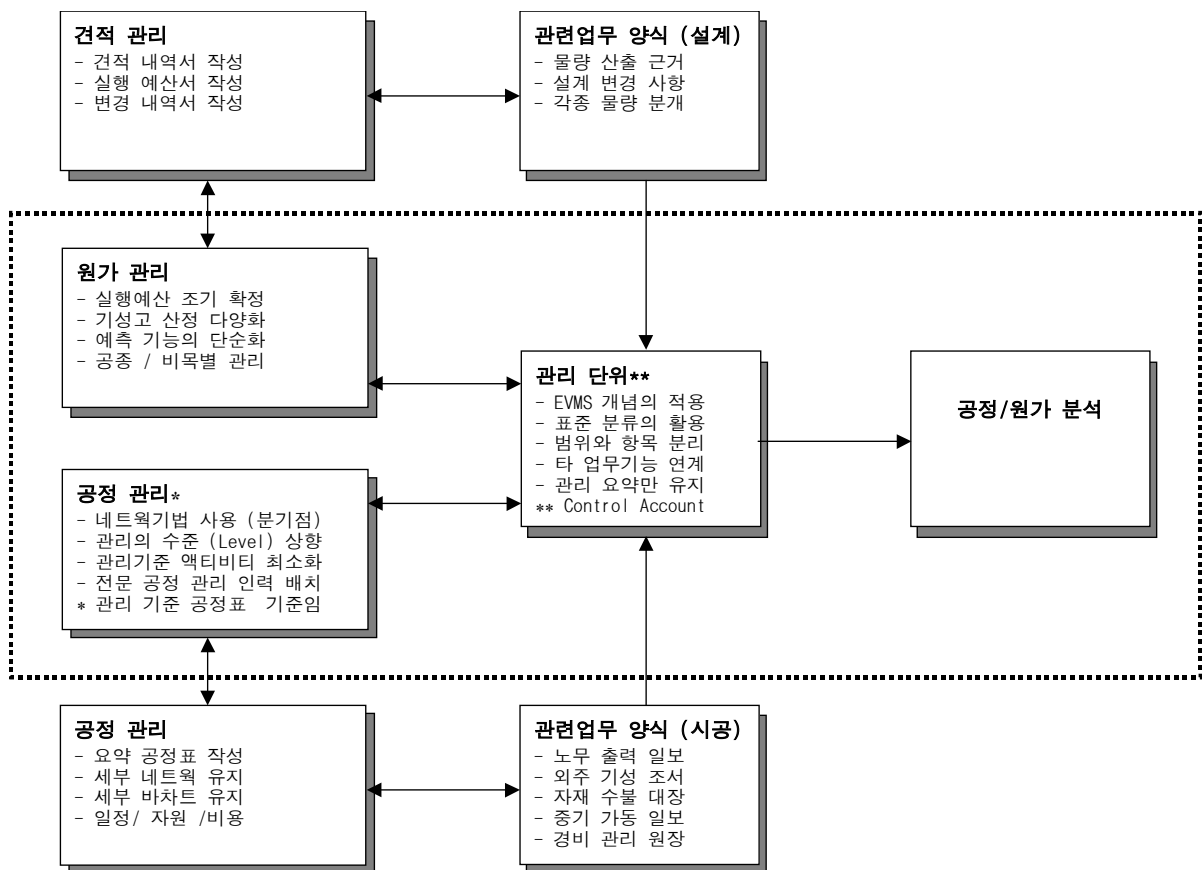 견적 관리
- 견적 내역서 작성
- 실행 예산서 작성
- 변경 내역서 작성
관련업무 양식 (설계)
- 물량 산출 근거
- 설계 변경 사항
- 각종 물량 분개
원가 관리
- 실행예산 조기 확정
- 기성고 산정 다양화
- 예측 기능의 단순화
- 공종 / 비목별 관리
관리 단위**
- EVMS 개념의 적용
- 표준 분류의 활용
- 범위와 항목 분리
- 타 업무기능 연계
- 관리 요약만 유지
** Control Account
공정/원가 분석
공정 관리*
- 네트웍기법 사용 (분기점)
- 관리의 수준 (Level) 상향
- 관리기준 액티비티 최소화
- 전문 공정 관리 인력 배치
* 관리 기준 공정표 기준임
공정 관리
- 요약 공정표 작성
- 세부 네트웍 유지
- 세부 바차트 유지
- 일정/ 자원 /비용
관련업무 양식 (시공)
- 노무 출력 일보
- 외주 기성 조서
- 자재 수불 대장
- 중기 가동 일보
- 경비 관리 원장